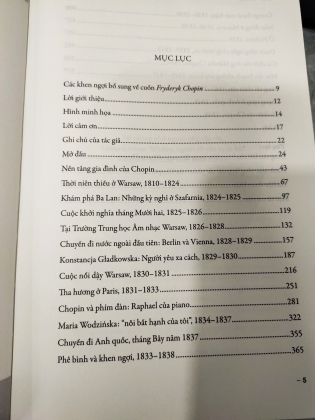 MỤC LỤC
Các khen ngợi bổ sung về cuốn Fryderyk Chopin ........ 9
Lời giới thiệu ........ 12
Hình minh họa ........ 14
Lời cảm ơn ........ 17
Ghi chú của tác giả ........ 22
Mở đầu ........ 24
Nền tảng gia đình của Chopin ........ 43
Thời niên thiếu ở Warsaw, 1810–1824 ........ 67
Khám phá Ba Lan: Những kỳ nghỉ ở Szafarnia, 1824–1825 ........ 97
Cuộc khởi nghĩa tháng Mười hai, 1825–1826 ........ 119
Tại Trường Trung học Âm nhạc Warsaw, 1826–1828 ........ 132
Chuyến đi nước ngoài đầu tiên: Berlin và Vienna, 1828–1829 ........ 157
Konstancja Gładkowska: Người yêu xa cách, 1829–1830 ........ 187
Cuộc nổi dậy Warsaw, 1830–1831 ........ 216
Tha hương ở Paris, 1831–1833 ........ 251
Chopin và phím đàn: Raphael của piano ........ 281
Maria Wodzińska: “nỗi bất hạnh của tôi”, 1834–1837 ........ 322
Chuyến đi Anh quốc, tháng Bảy năm 1837 ........ 355
Phê bình và khen ngợi, 1833–1838 ........ 365
– 5